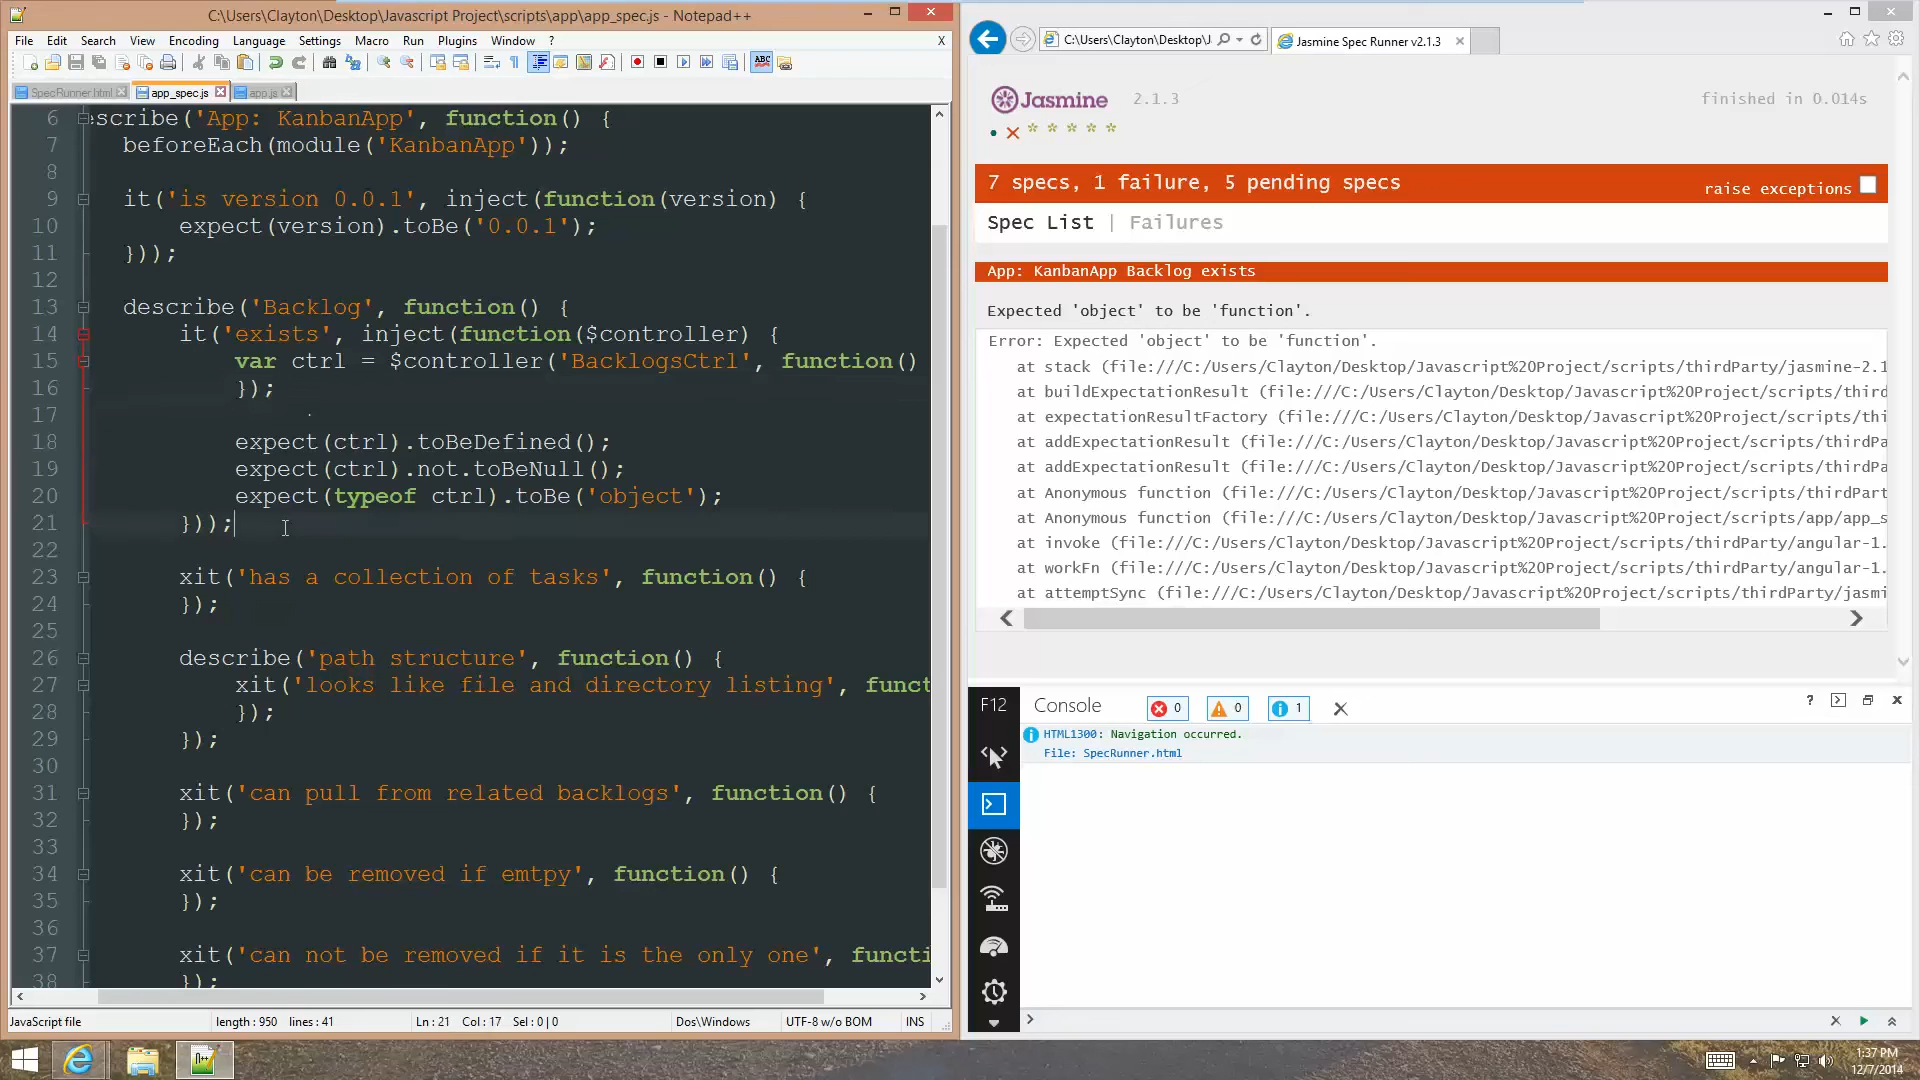 C:\Users\Clayton\Desktop\Javascript Project\scripts\app\app_spec.js - Notepad++
File Edit Search View Encoding Language Settings Macro Run Plugins Window ? X
SpecRunner.html app_spec.js app.js
6 escribe('App: KanbanApp', function() {
7 beforeEach(module('KanbanApp'));
8
9 it('is version 0.0.1', inject(function(version) {
10 expect(version).toBe('0.0.1');
11 }));
12
13 describe('Backlog', function() {
14 it('exists', inject(function($controller) {
15 var ctrl = $controller('BacklogsCtrl', function()
16 });
17
18 expect(ctrl).toBeDefined();
19 expect(ctrl).not.toBeNull();
20 expect(typeof ctrl).toBe('object');
21 }));
22
23 xit('has a collection of tasks', function() {
24 });
25
26 describe('path structure', function() {
27 xit('looks like file and directory listing', funct
28 });
29 });
30
31 xit('can pull from related backlogs', function() {
32 });
33
34 xit('can be removed if emtpy', function() {
35 });
36
37 xit('can not be removed if it is the only one', functi
38 });
JavaScript file length : 950 lines : 41 Ln : 21 Col : 17 Sel : 0 | 0 Dos\Windows UTF-8 w/o BOM INS
C:\Users\Clayton\Desktop\J Jasmine Spec Runner v2.1.3
Jasmine 2.1.3 finished in 0.014s
7 specs, 1 failure, 5 pending specs raise exceptions
Spec List | Failures
App: KanbanApp Backlog exists
Expected 'object' to be 'function'.
Error: Expected 'object' to be 'function'.
at stack (file:///C:/Users/Clayton/Desktop/Javascript%20Project/scripts/thirdParty/jasmine-2.1
at buildExpectationResult (file:///C:/Users/Clayton/Desktop/Javascript%20Project/scripts/third
at expectationResultFactory (file:///C:/Users/Clayton/Desktop/Javascript%20Project/scripts/thi
at addExpectationResult (file:///C:/Users/Clayton/Desktop/Javascript%20Project/scripts/thirdPa
at addExpectationResult (file:///C:/Users/Clayton/Desktop/Javascript%20Project/scripts/thirdPa
at Anonymous function (file:///C:/Users/Clayton/Desktop/Javascript%20Project/scripts/thirdPart
at Anonymous function (file:///C:/Users/Clayton/Desktop/Javascript%20Project/scripts/app/app_s
at invoke (file:///C:/Users/Clayton/Desktop/Javascript%20Project/scripts/thirdParty/angular-1.
at workFn (file:///C:/Users/Clayton/Desktop/Javascript%20Project/scripts/thirdParty/angular-1.
at attemptSync (file:///C:/Users/Clayton/Desktop/Javascript%20Project/scripts/thirdParty/jasmi
F12 Console 0 0 1 ?
HTML1300: Navigation occurred.
File: SpecRunner.html
1:37 PM
12/7/2014